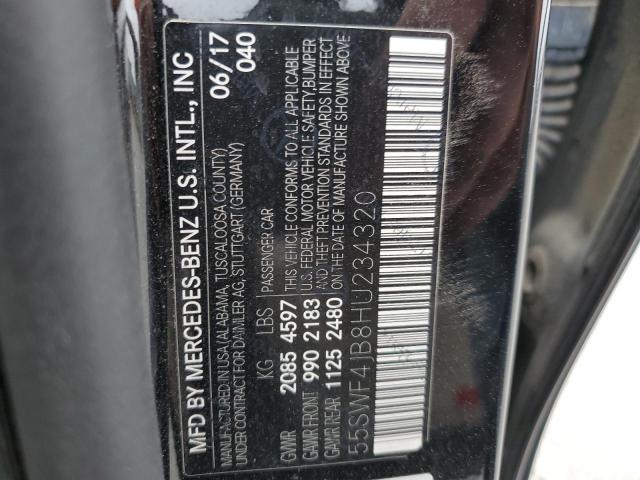 MFD BY MERCEDES-BENZ U.S. INTL., INC
MANUFACTURED IN USA (ALABAMA, TUSCALOOSA COUNTY)
UNDER CONTRACT FOR DAIMLER AG, STUTTGART (GERMANY)
06/17
040
KG LBS PASSENGER CAR
GVWR 2085 4597
GAWR FRONT 990 2183
GAWR REAR 1125 2480
THIS VEHICLE CONFORMS TO ALL APPLICABLE
U.S. FEDERAL MOTOR VEHICLE SAFETY, BUMPER
AND THEFT PREVENTION STANDARDS IN EFFECT
ON THE DATE OF MANUFACTURE SHOWN ABOVE
55SWF4JB8HU234320